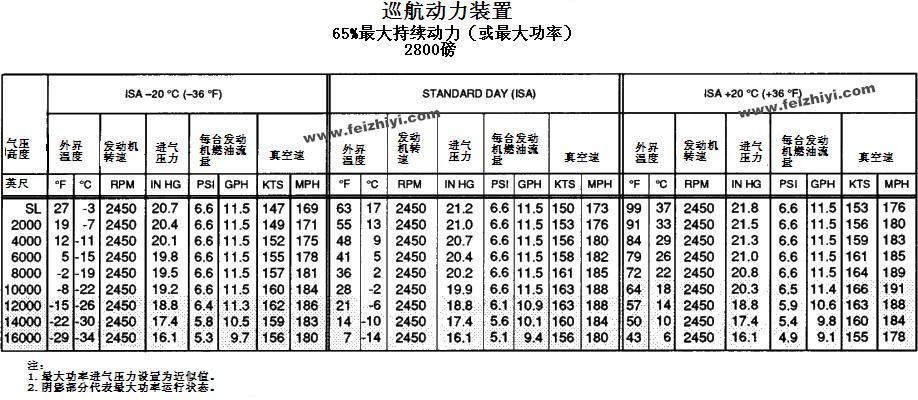 巡航动力装置
65%最大持续动力（或最大功率）
2800磅
ISA –20 °C (–36 °F) STANDARD DAY (ISA) ISA +20 °C (+36 °F)
www.feizhiyi.com www.feizhiyi.com
气压高度 外界温度 发动机转速 进气压力 每台发动机燃油流量 真空速 外界温度 发动机转速 进气压力 每台发动机燃油流量 真空速 外界温度 发动机转速 进气压力 每台发动机燃油流量 真空速
英尺 °F °C RPM IN HG PSI GPH KTS MPH °F °C RPM IN HG PSI GPH KTS MPH °F °C RPM IN HG PSI GPH KTS MPH
SL 27 -3 2450 20.7 6.6 11.5 147 169 63 17 2450 21.2 6.6 11.5 150 173 99 37 2450 21.8 6.6 11.5 153 176
2000 19 -7 2450 20.4 6.6 11.5 149 171 55 13 2450 21.0 6.6 11.5 153 176 91 33 2450 21.5 6.6 11.5 156 180
4000 12 -11 2450 20.1 6.6 11.5 152 175 48 9 2450 20.7 6.6 11.5 156 180 84 29 2450 21.3 6.6 11.5 159 183
6000 5 -15 2450 19.8 6.6 11.5 155 178 41 5 2450 20.4 6.6 11.5 158 182 79 26 2450 21.0 6.6 11.5 161 185
8000 -2 -19 2450 19.5 6.6 11.5 157 181 36 2 2450 20.2 6.6 11.5 161 185 72 22 2450 20.8 6.6 11.5 164 189
10000 -8 -22 2450 19.2 6.6 11.5 160 184 28 -2 2450 19.9 6.6 11.5 163 188 64 18 2450 20.3 6.5 11.4 166 191
12000 -15 -26 2450 18.8 6.4 11.3 162 186 21 -6 2450 18.8 6.1 10.9 163 188 57 14 2450 18.8 5.9 10.6 163 188
14000 -22 -30 2450 17.4 5.8 10.5 159 183 14 -10 2450 17.4 5.6 10.1 160 184 50 10 2450 17.4 5.4 9.8 160 184
16000 -29 -34 2450 16.1 5.3 9.7 156 180 7 -14 2450 16.1 5.1 9.4 156 180 43 6 2450 16.1 4.9 9.1 155 178
注:
1.最大功率进气压力设置为近似值。
2.阴影部分代表最大功率运行状态。